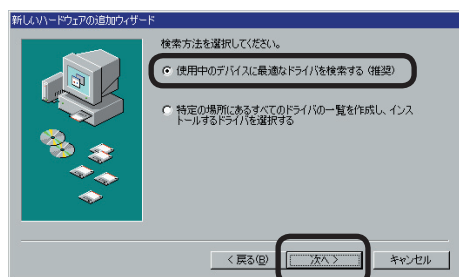 新しいハードウェアの追加ウィザード
検索方法を選択してください。
使用中のデバイスに最適なドライバを検索する (推奨)
特定の場所にあるすべてのドライバの一覧を作成し、インス
トールするドライバを選択する
< 戻る(B)
次へ >
キャンセル